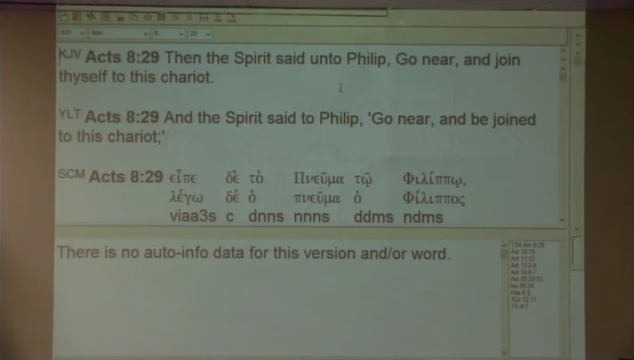 KJV Acts 8:29 Then the Spirit said unto Philip, Go near, and join
thyself to this chariot.
YLT Acts 8:29 And the Spirit said to Philip, 'Go near, and be joined
to this chariot;'
SCM Acts 8:29 εἶπε δὲ τὸ Πνεῦμα τῷ Φιλίππῳ,
λέγω δέ ὁ πνεῦμα ὁ Φίλιππος
viaa3s c dnns nnns ddms ndms
There is no auto-info data for this version and/or word.